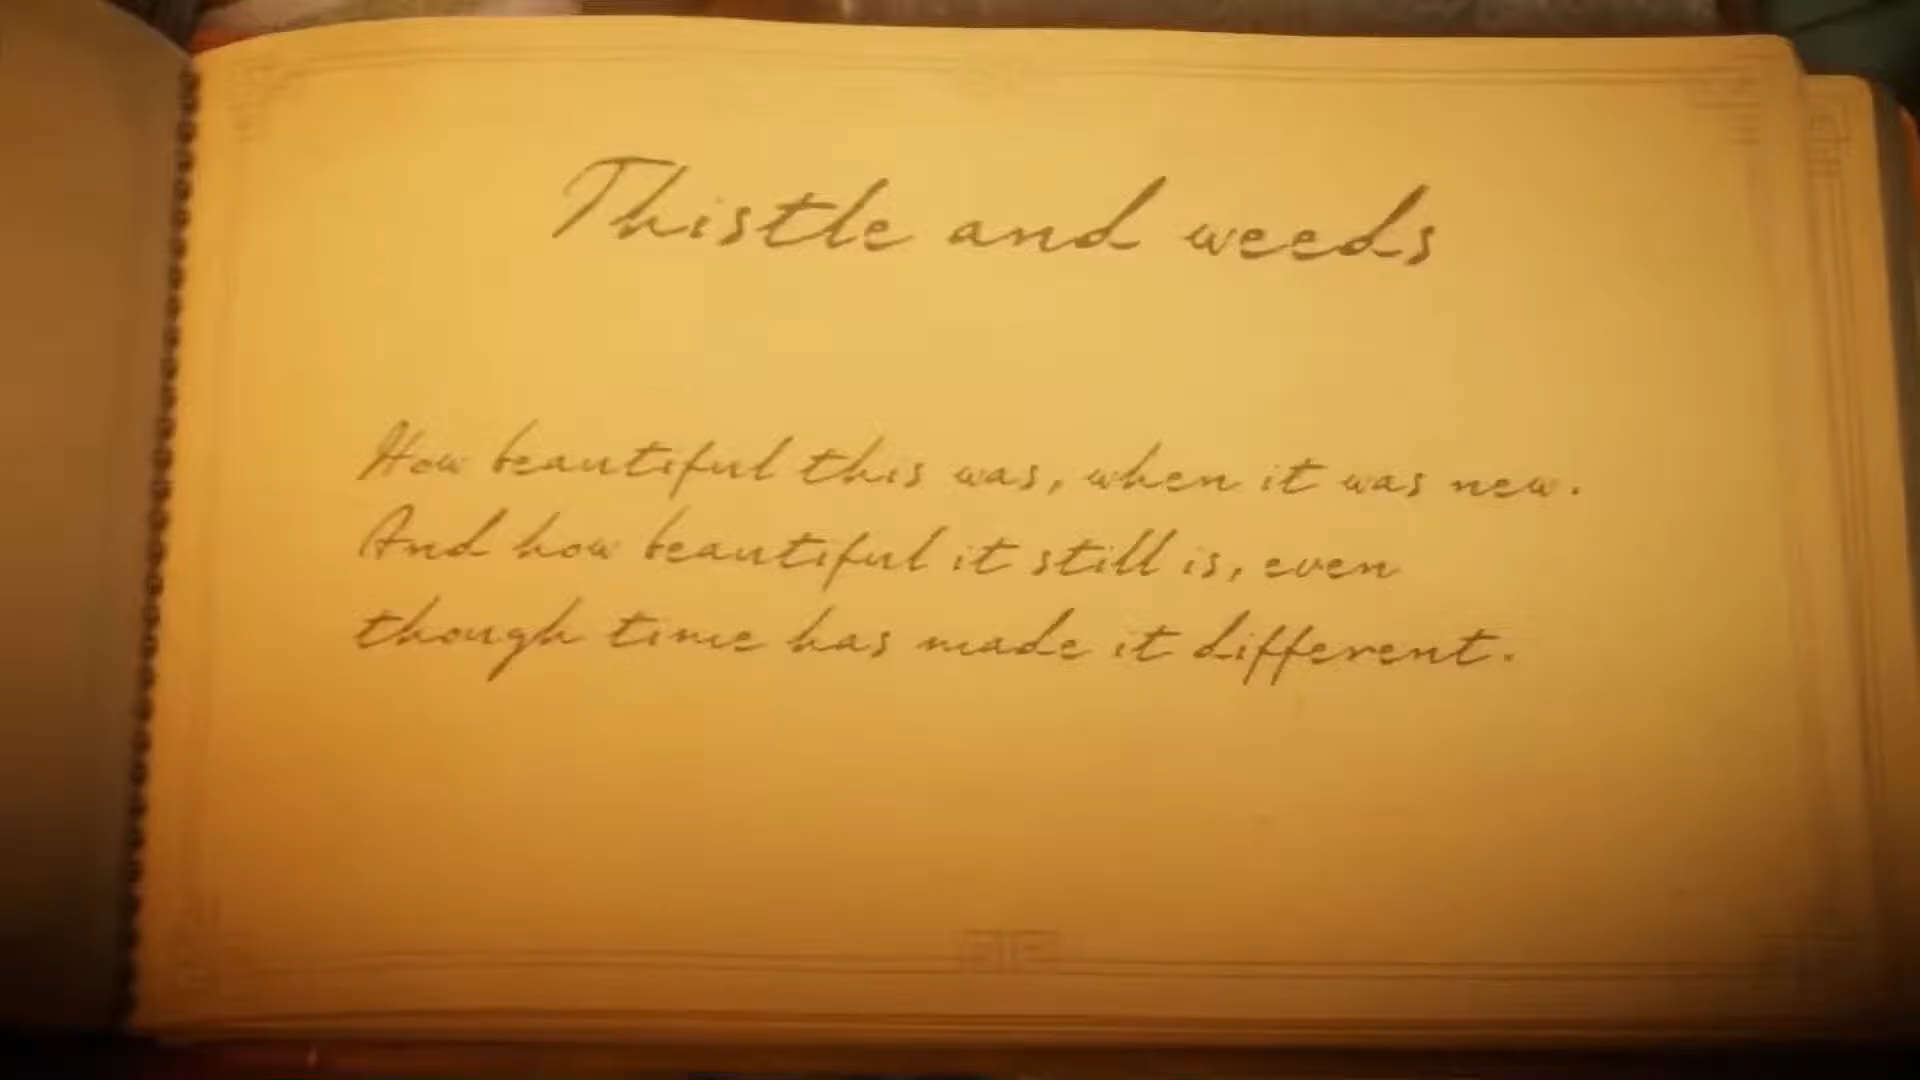 Thistle and weeds
How beautiful this was, when it was new.
And how beautiful it still is, even
though time has made it different.